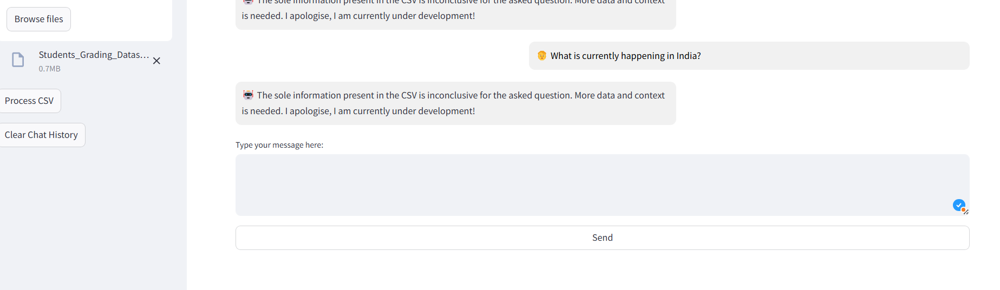 Browse files
Students_Grading_Datas...
0.7MB
Process CSV
Clear Chat History
The sole information present in the CSV is inconclusive for the asked question. More data and context
is needed. I apologise, I am currently under development!
What is currently happening in India?
The sole information present in the CSV is inconclusive for the asked question. More data and context
is needed. I apologise, I am currently under development!
Type your message here:
Send